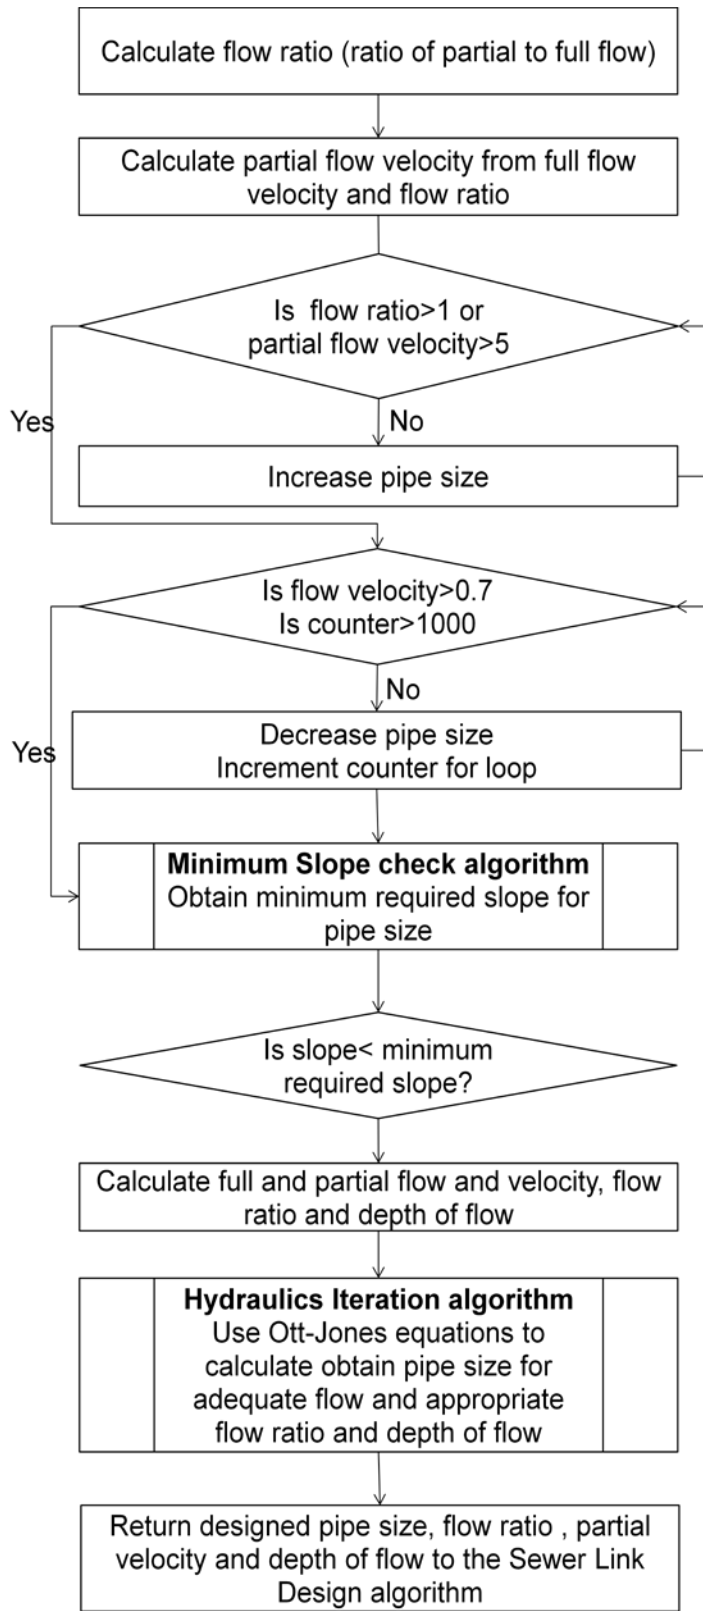 Calculate flow ratio (ratio of partial to full flow)
Calculate partial flow velocity from full flow
velocity and flow ratio
Is flow ratio>1 or
partial flow velocity>5
Yes
No
Increase pipe size
Is flow velocity>0.7
Is counter>1000
No
Yes
Decrease pipe size
Increment counter for loop
Minimum Slope check algorithm
Obtain minimum required slope for
pipe size
Is slope< minimum
required slope?
Calculate full and partial flow and velocity, flow
ratio and depth of flow
Hydraulics Iteration algorithm
Use Ott-Jones equations to
calculate obtain pipe size for
adequate flow and appropriate
flow ratio and depth of flow
Return designed pipe size, flow ratio , partial
velocity and depth of flow to the Sewer Link
Design algorithm